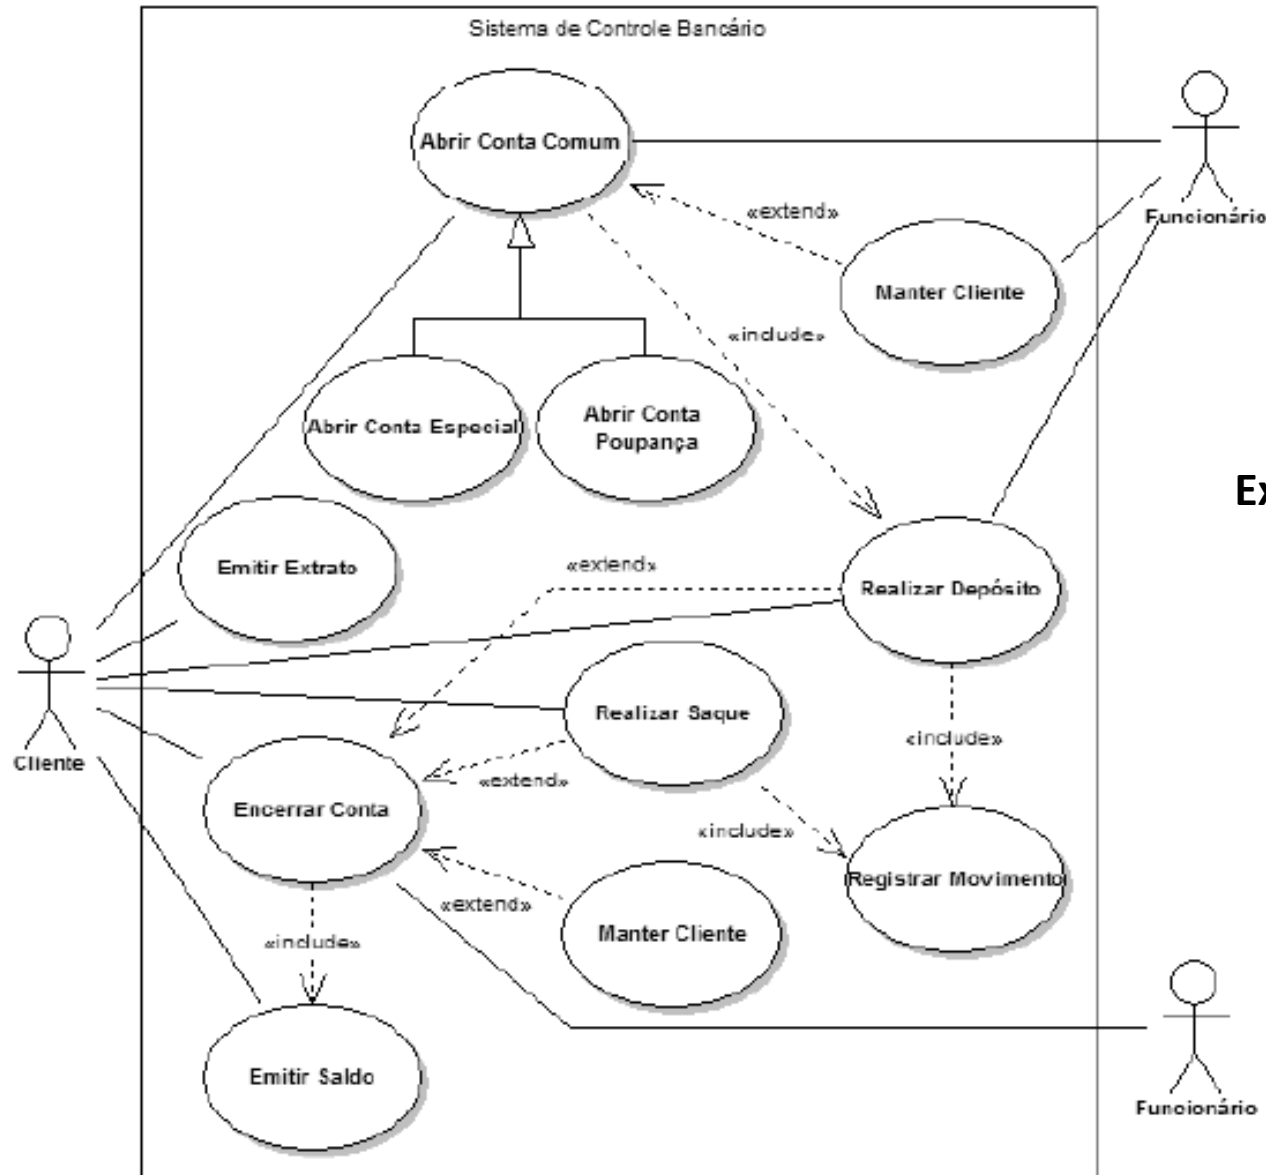 Sistema de Controle Bancário
Abrir Conta Comum
«extend»
Funcionário
Manter Cliente
«include»
Abrir Conta Especial
Abrir Conta
Poupança
Ex
Emitir Extrato
«extend»
Realizar Depósito
Realizar Saque
Cliente
«include»
«extend»
Encerrar Conta
«include»
Registrar Movimento
«extend»
Manter Cliente
«include»
Emitir Saldo
Funcionário